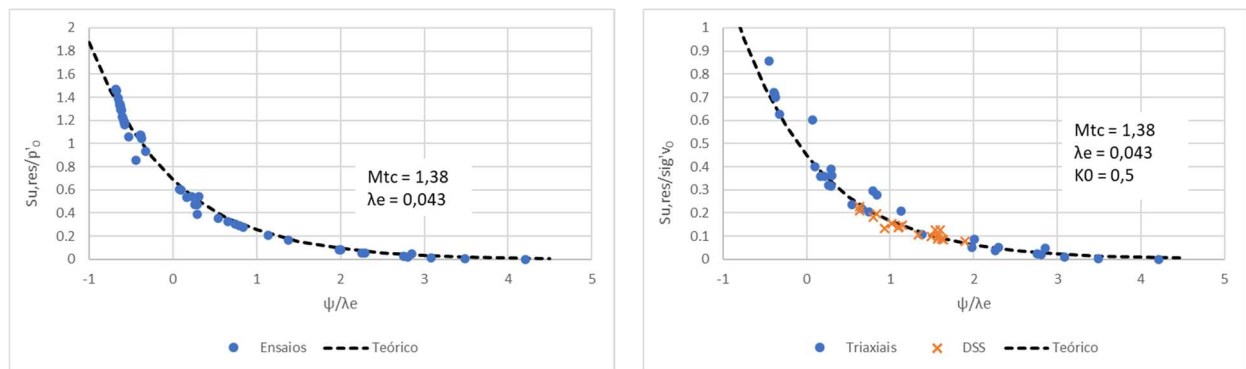 2
1.8
1.6
1.4
1.2
1
0.8
0.6
0.4
0.2
0
Su,res/p'₀
Mtc = 1,38
λe = 0,043
-1 0 1 2 3 4 5
ψ/λe
Ensaios Teórico
1
0.9
0.8
0.7
0.6
0.5
0.4
0.3
0.2
0.1
0
Su,res/sig'v₀
Mtc = 1,38
λe = 0,043
K0 = 0,5
-1 0 1 2 3 4 5
ψ/λe
Triaxiais DSS Teórico